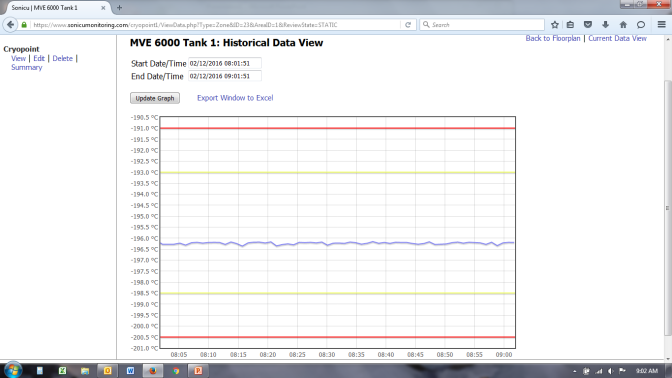 Sonicu | MVE 6000 Tank 1
https://www.sonicumonitoring.com/cryopoint1/ViewData.php?Type=Zone&ID=23&AreaID=1&ReviewState=STATIC
Search
Cryopoint
View | Edit | Delete |
Summary
Back to Floorplan | Current Data View
MVE 6000 Tank 1: Historical Data View
Start Date/Time 02/12/2016 08:01:51
End Date/Time 02/12/2016 09:01:51
Update Graph
Export Window to Excel
-190.5 °C
-191.0 °C
-191.5 °C
-192.0 °C
-192.5 °C
-193.0 °C
-193.5 °C
-194.0 °C
-194.5 °C
-195.0 °C
-195.5 °C
-196.0 °C
-196.5 °C
-197.0 °C
-197.5 °C
-198.0 °C
-198.5 °C
-199.0 °C
-199.5 °C
-200.0 °C
-200.5 °C
-201.0 °C
08:05 08:10 08:15 08:20 08:25 08:30 08:35 08:40 08:45 08:50 08:55 09:00
9:02 AM